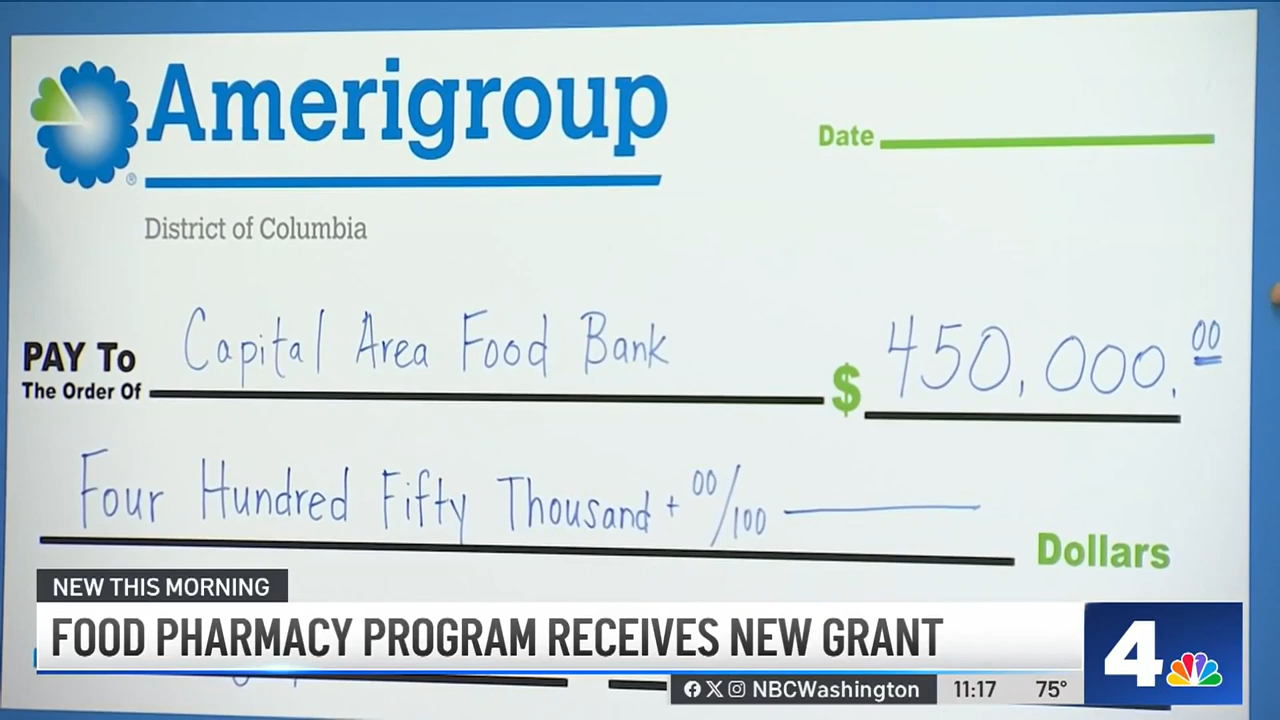 Amerigroup
®
Date
District of Columbia
PAY To
The Order Of
Capital Area Food Bank
$ 450,000.00
Four Hundred Fifty Thousand + 00/100
Dollars
NEW THIS MORNING
FOOD PHARMACY PROGRAM RECEIVES NEW GRANT
4
NBCWashington
11:17
75°